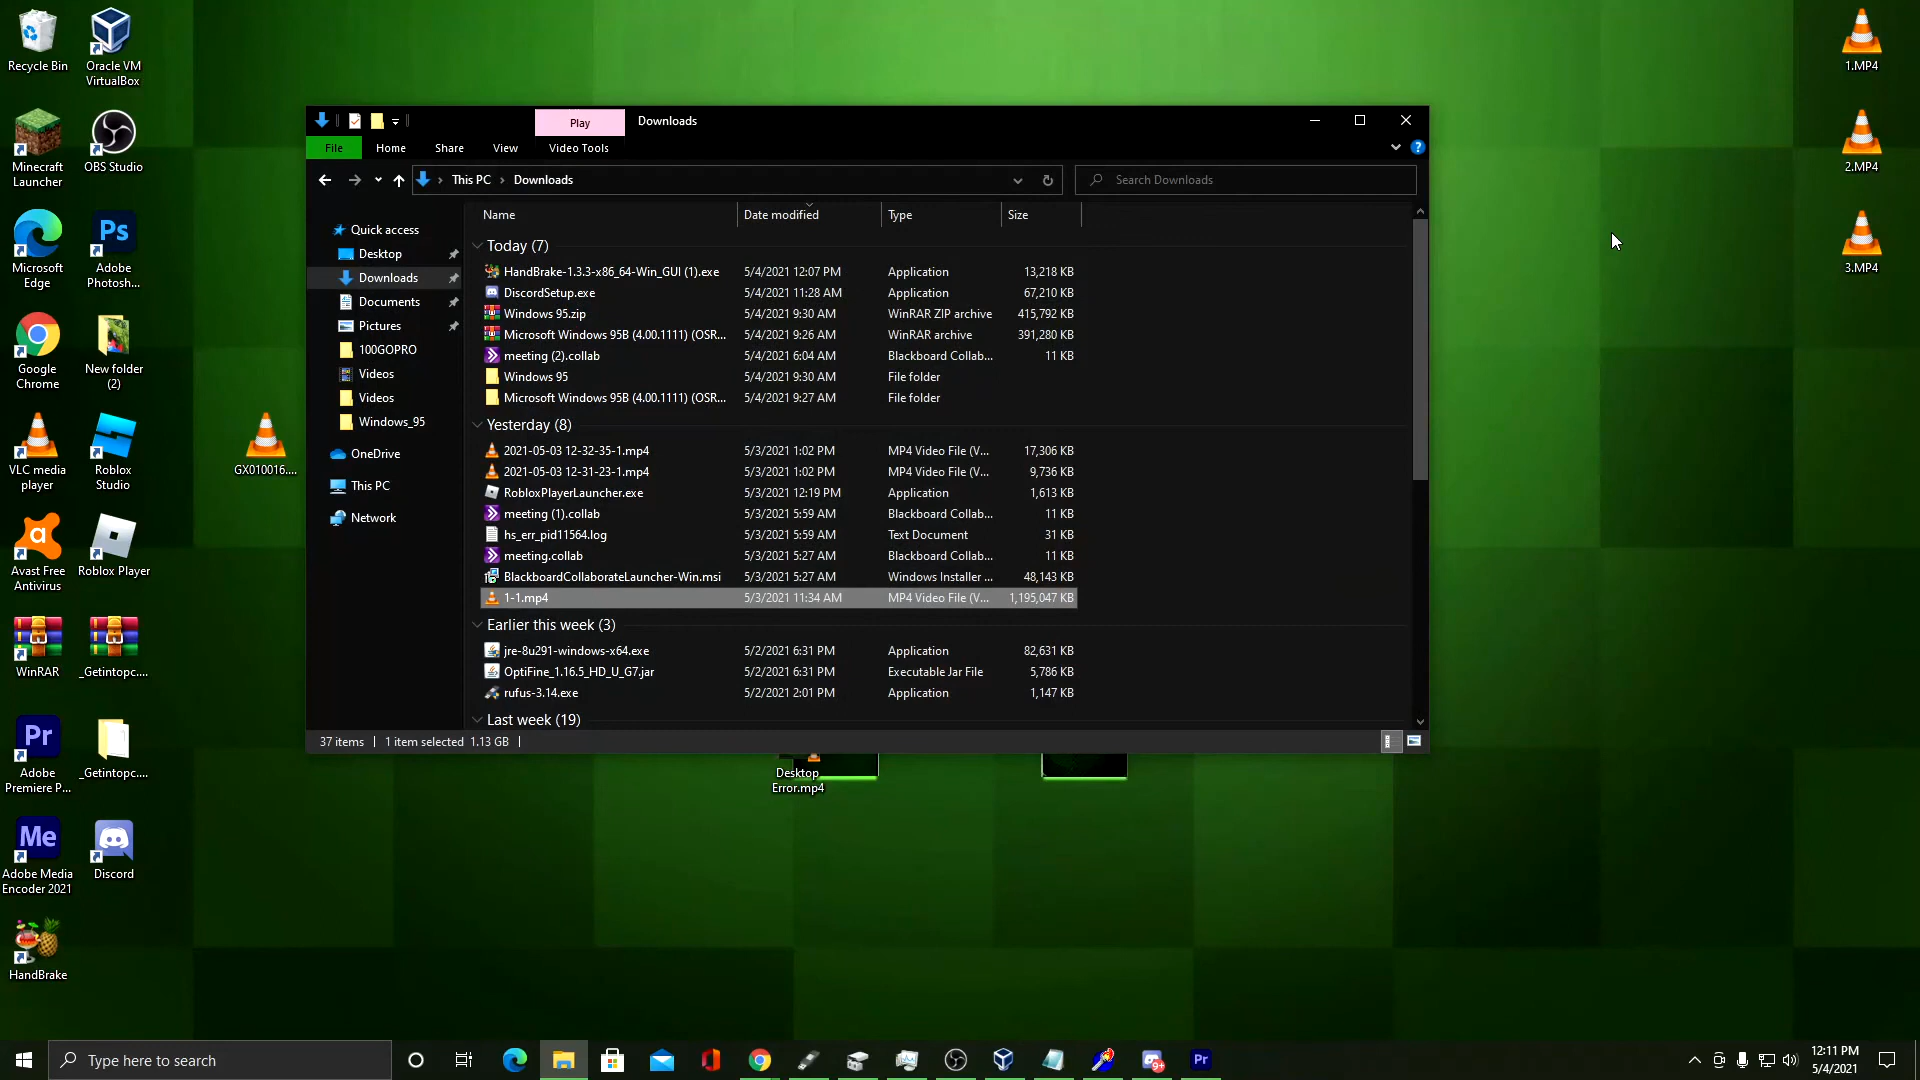 Recycle Bin
Oracle VM
VirtualBox
Minecraft
Launcher
OBS Studio
Microsoft
Edge
Adobe
Photosh...
Google
Chrome
New folder
(2)
VLC media
player
Roblox
Studio
GX010016....
Avast Free
Antivirus
Roblox Player
WinRAR
_Getintopc....
Adobe
Premiere P...
_Getintopc....
Adobe Media
Encoder 2021
Discord
HandBrake
1.MP4
2.MP4
3.MP4
Play
Downloads
File
Home
Share
View
Video Tools
This PC
Downloads
Search Downloads
Quick access
Desktop
Downloads
Documents
Pictures
100GOPRO
Videos
Videos
Windows_95
OneDrive
This PC
Network
Name Date modified Type Size
Today (7)
HandBrake-1.3.3-x86_64-Win_GUI (1).exe 5/4/2021 12:07 PM Application 13,218 KB
DiscordSetup.exe 5/4/2021 11:28 AM Application 67,210 KB
Windows 95.zip 5/4/2021 9:30 AM WinRAR ZIP archive 415,792 KB
Microsoft Windows 95B (4.00.1111) (OSR... 5/4/2021 9:26 AM WinRAR archive 391,280 KB
meeting (2).collab 5/4/2021 6:04 AM Blackboard Collab... 11 KB
Windows 95 5/4/2021 9:30 AM File folder
Microsoft Windows 95B (4.00.1111) (OSR... 5/4/2021 9:27 AM File folder
Yesterday (8)
2021-05-03 12-32-35-1.mp4 5/3/2021 1:02 PM MP4 Video File (V... 17,306 KB
2021-05-03 12-31-23-1.mp4 5/3/2021 1:02 PM MP4 Video File (V... 9,736 KB
RobloxPlayerLauncher.exe 5/3/2021 12:19 PM Application 1,613 KB
meeting (1).collab 5/3/2021 5:59 AM Blackboard Collab... 11 KB
hs_err_pid11564.log 5/3/2021 5:59 AM Text Document 31 KB
meeting.collab 5/3/2021 5:27 AM Blackboard Collab... 11 KB
BlackboardCollaborateLauncher-Win.msi 5/3/2021 5:27 AM Windows Installer ... 48,143 KB
1-1.mp4 5/3/2021 11:34 AM MP4 Video File (V... 1,195,047 KB
Earlier this week (3)
jre-8u291-windows-x64.exe 5/2/2021 6:31 PM Application 82,631 KB
OptiFine_1.16.5_HD_U_G7.jar 5/2/2021 6:31 PM Executable Jar File 5,786 KB
rufus-3.14.exe 5/2/2021 2:01 PM Application 1,147 KB
Last week (19)
37 items 1 item selected 1.13 GB
Desktop
Error.mp4
Type here to search
12:11 PM
5/4/2021